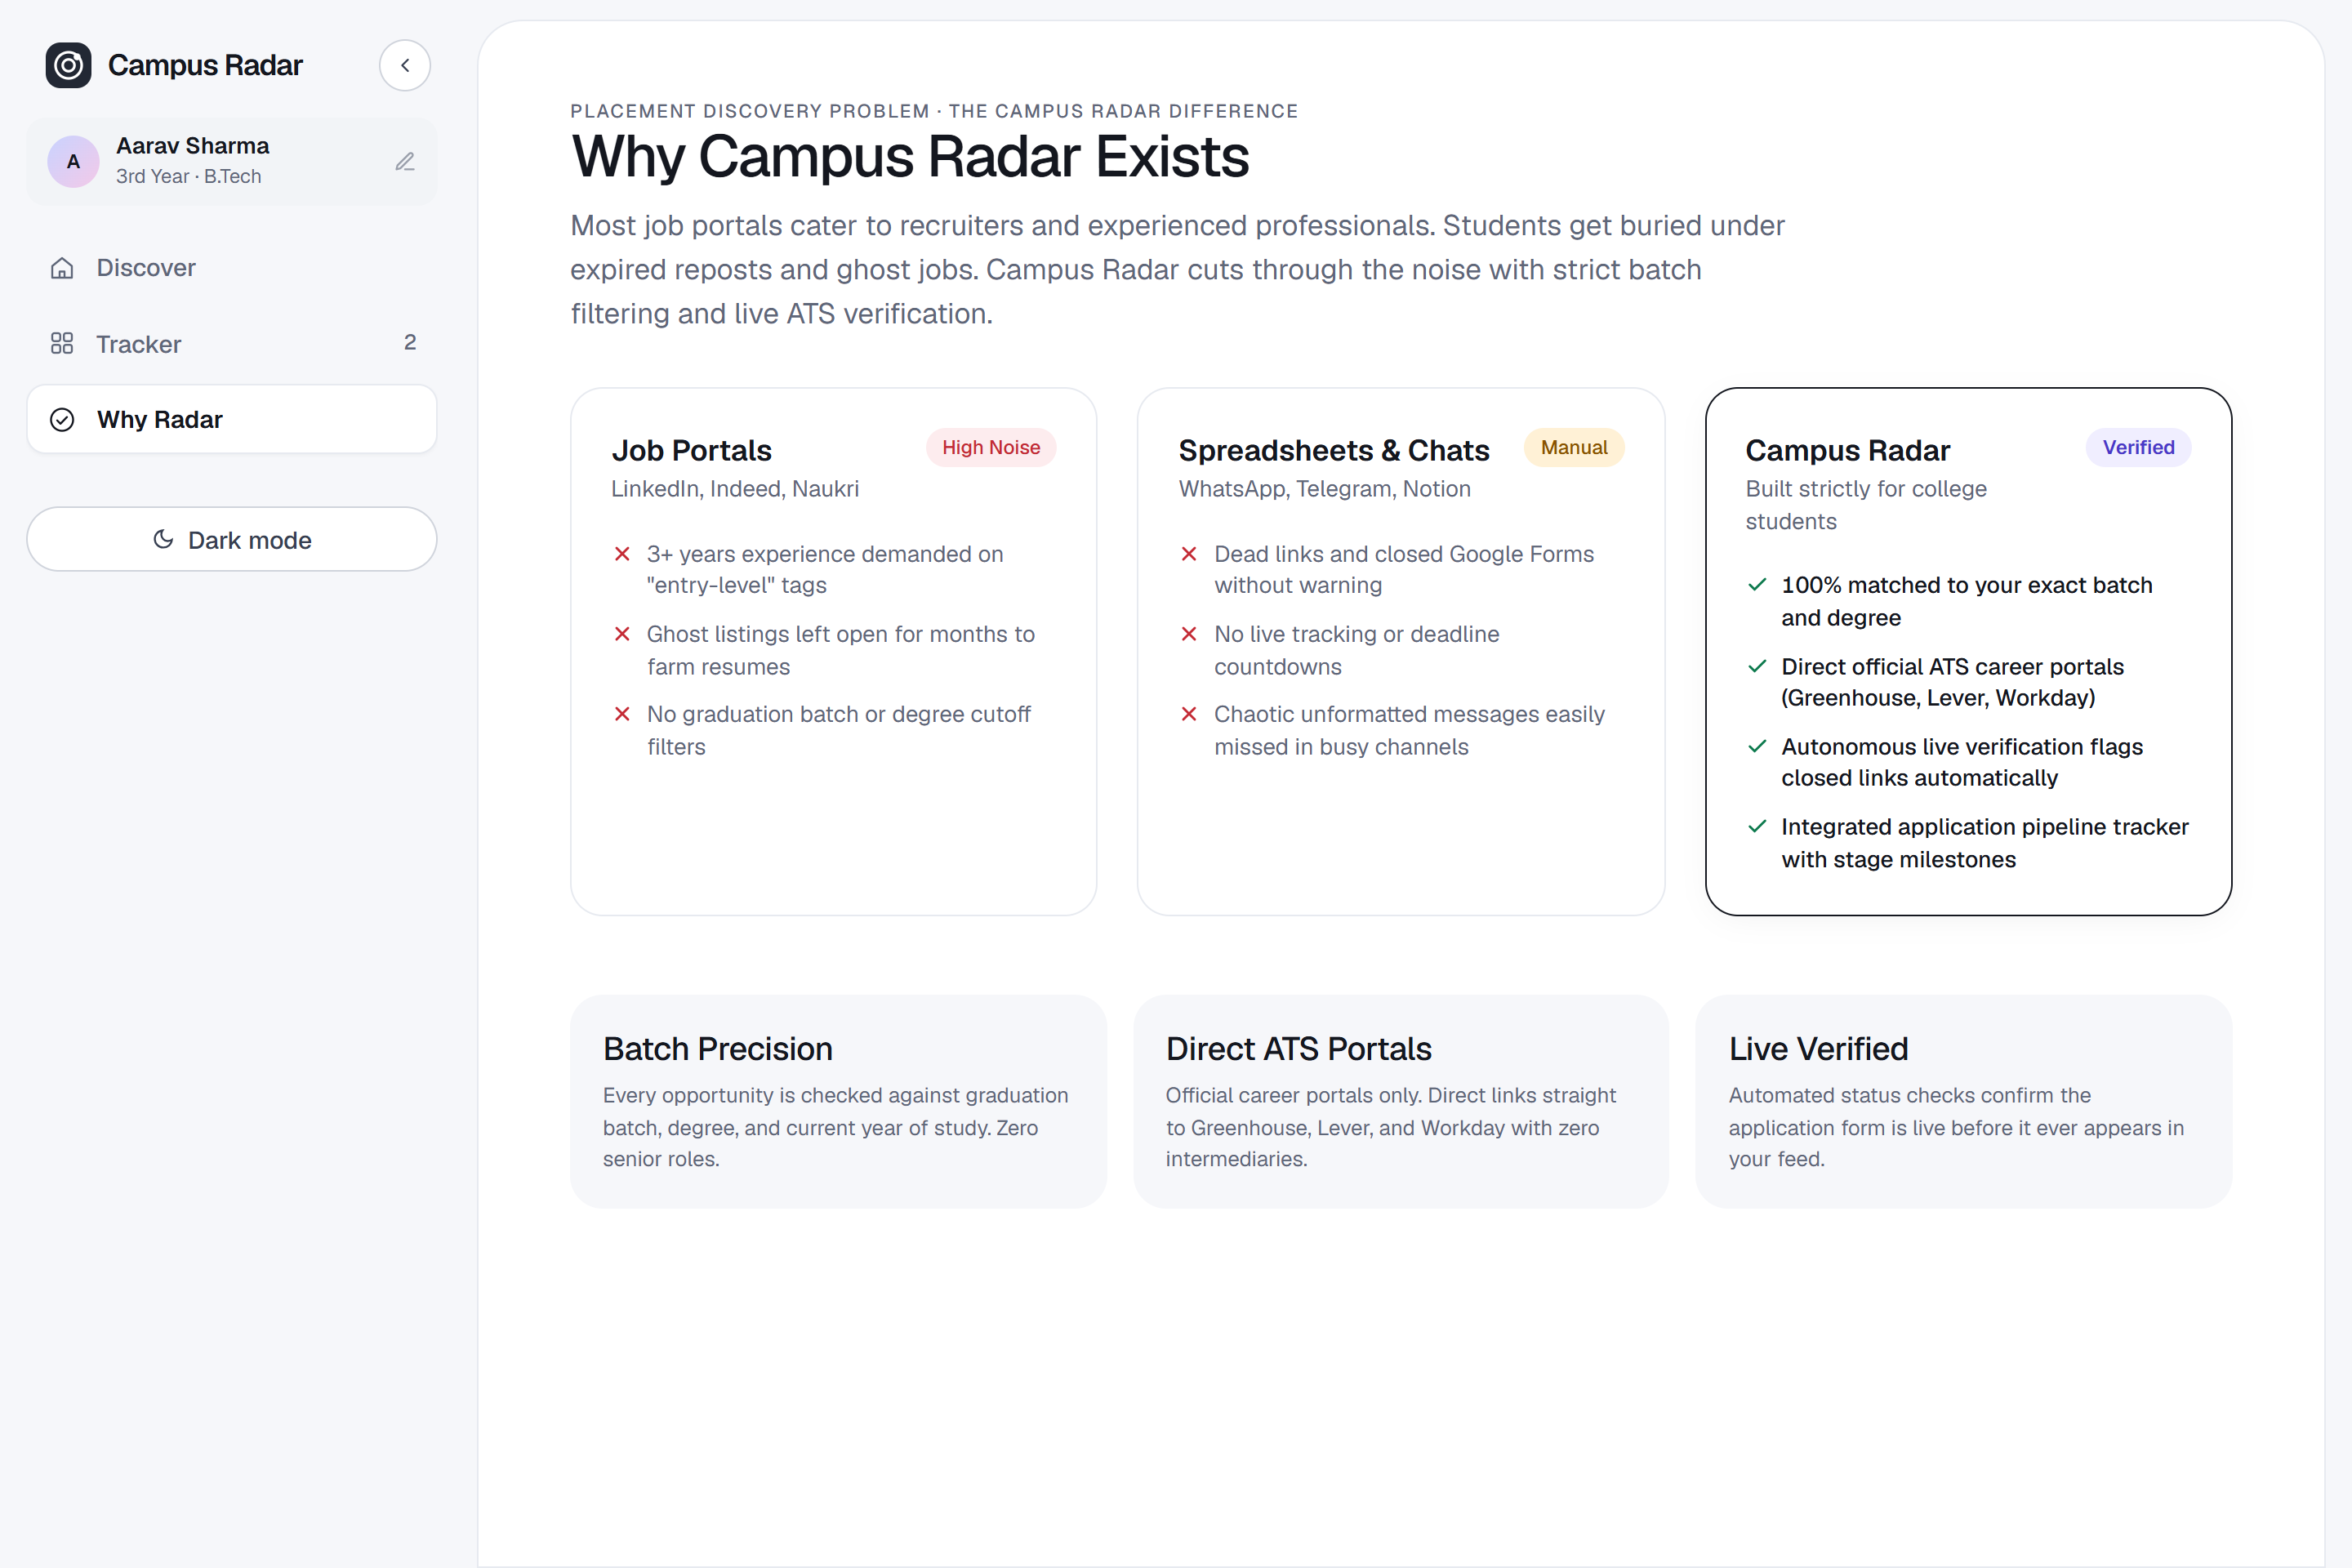 Campus Radar
A
Aarav Sharma
3rd Year · B.Tech
Discover
Tracker
2
Why Radar
Dark mode
PLACEMENT DISCOVERY PROBLEM · THE CAMPUS RADAR DIFFERENCE
Why Campus Radar Exists
Most job portals cater to recruiters and experienced professionals. Students get buried under
expired reposts and ghost jobs. Campus Radar cuts through the noise with strict batch
filtering and live ATS verification.
Job Portals
High Noise
LinkedIn, Indeed, Naukri
3+ years experience demanded on
"entry-level" tags
Ghost listings left open for months to
farm resumes
No graduation batch or degree cutoff
filters
Spreadsheets & Chats
Manual
WhatsApp, Telegram, Notion
Dead links and closed Google Forms
without warning
No live tracking or deadline
countdowns
Chaotic unformatted messages easily
missed in busy channels
Campus Radar
Verified
Built strictly for college
students
100% matched to your exact batch
and degree
Direct official ATS career portals
(Greenhouse, Lever, Workday)
Autonomous live verification flags
closed links automatically
Integrated application pipeline tracker
with stage milestones
Batch Precision
Every opportunity is checked against graduation
batch, degree, and current year of study. Zero
senior roles.
Direct ATS Portals
Official career portals only. Direct links straight
to Greenhouse, Lever, and Workday with zero
intermediaries.
Live Verified
Automated status checks confirm the
application form is live before it ever appears in
your feed.